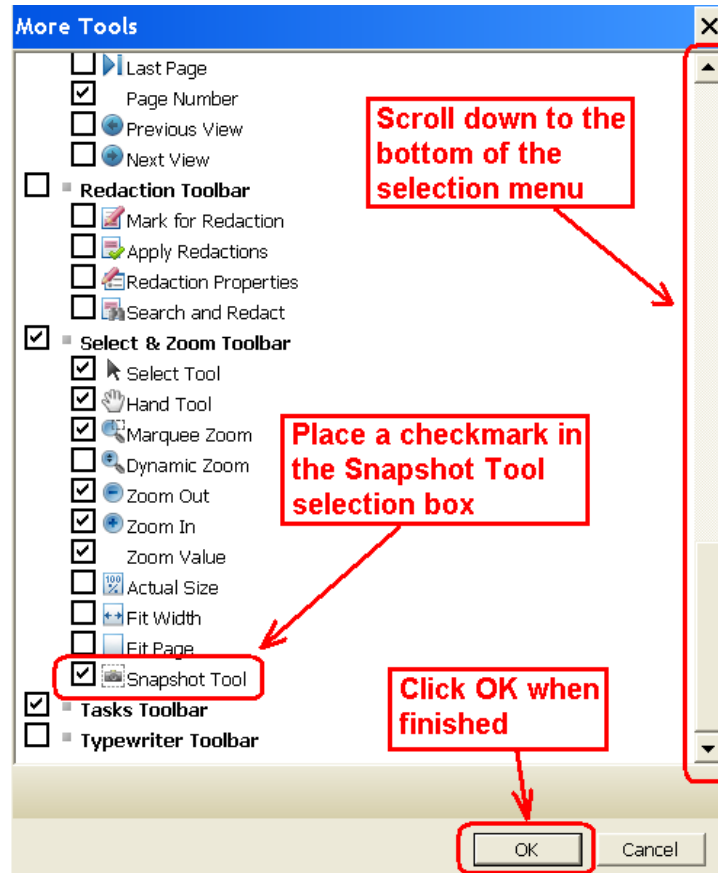 More Tools
Last Page
Page Number
Previous View
Next View
Redaction Toolbar
Mark for Redaction
Apply Redactions
Redaction Properties
Search and Redact
Select & Zoom Toolbar
Select Tool
Hand Tool
Marquee Zoom
Dynamic Zoom
Zoom Out
Zoom In
Zoom Value
100
%
Actual Size
Fit Width
Fit Page
Snapshot Tool
Tasks Toolbar
Typewriter Toolbar
Scroll down to the
bottom of the
selection menu
Place a checkmark in
the Snapshot Tool
selection box
Click OK when
finished
OK
Cancel